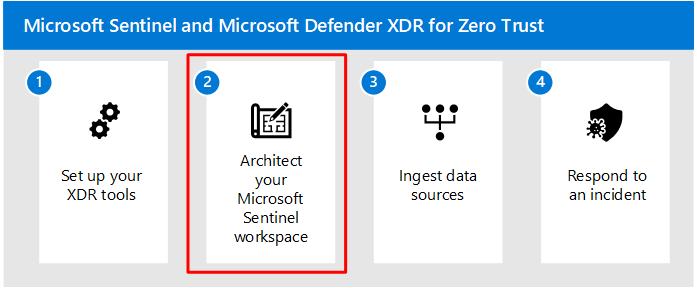 Microsoft Sentinel and Microsoft Defender XDR for Zero Trust
1
Set up your
XDR tools
2
Architect
your
Microsoft
Sentinel
workspace
3
Ingest data
sources
4
Respond to
an incident